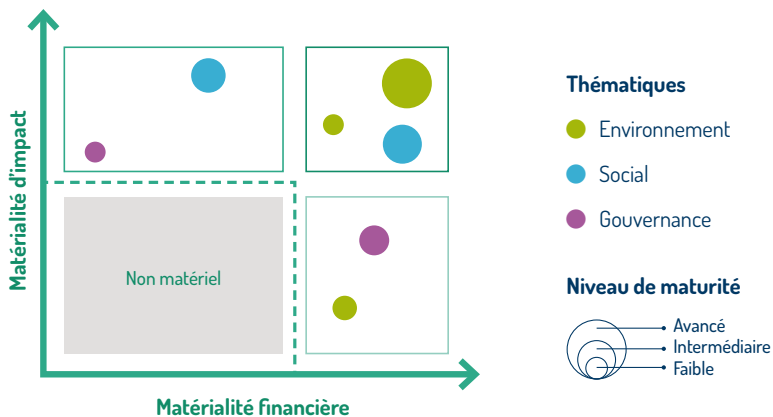 Matérialité d'impact
Non matériel
Matérialité financière
Thématiques
Environnement
Social
Gouvernance
Niveau de maturité
Avancé
Intermédiaire
Faible